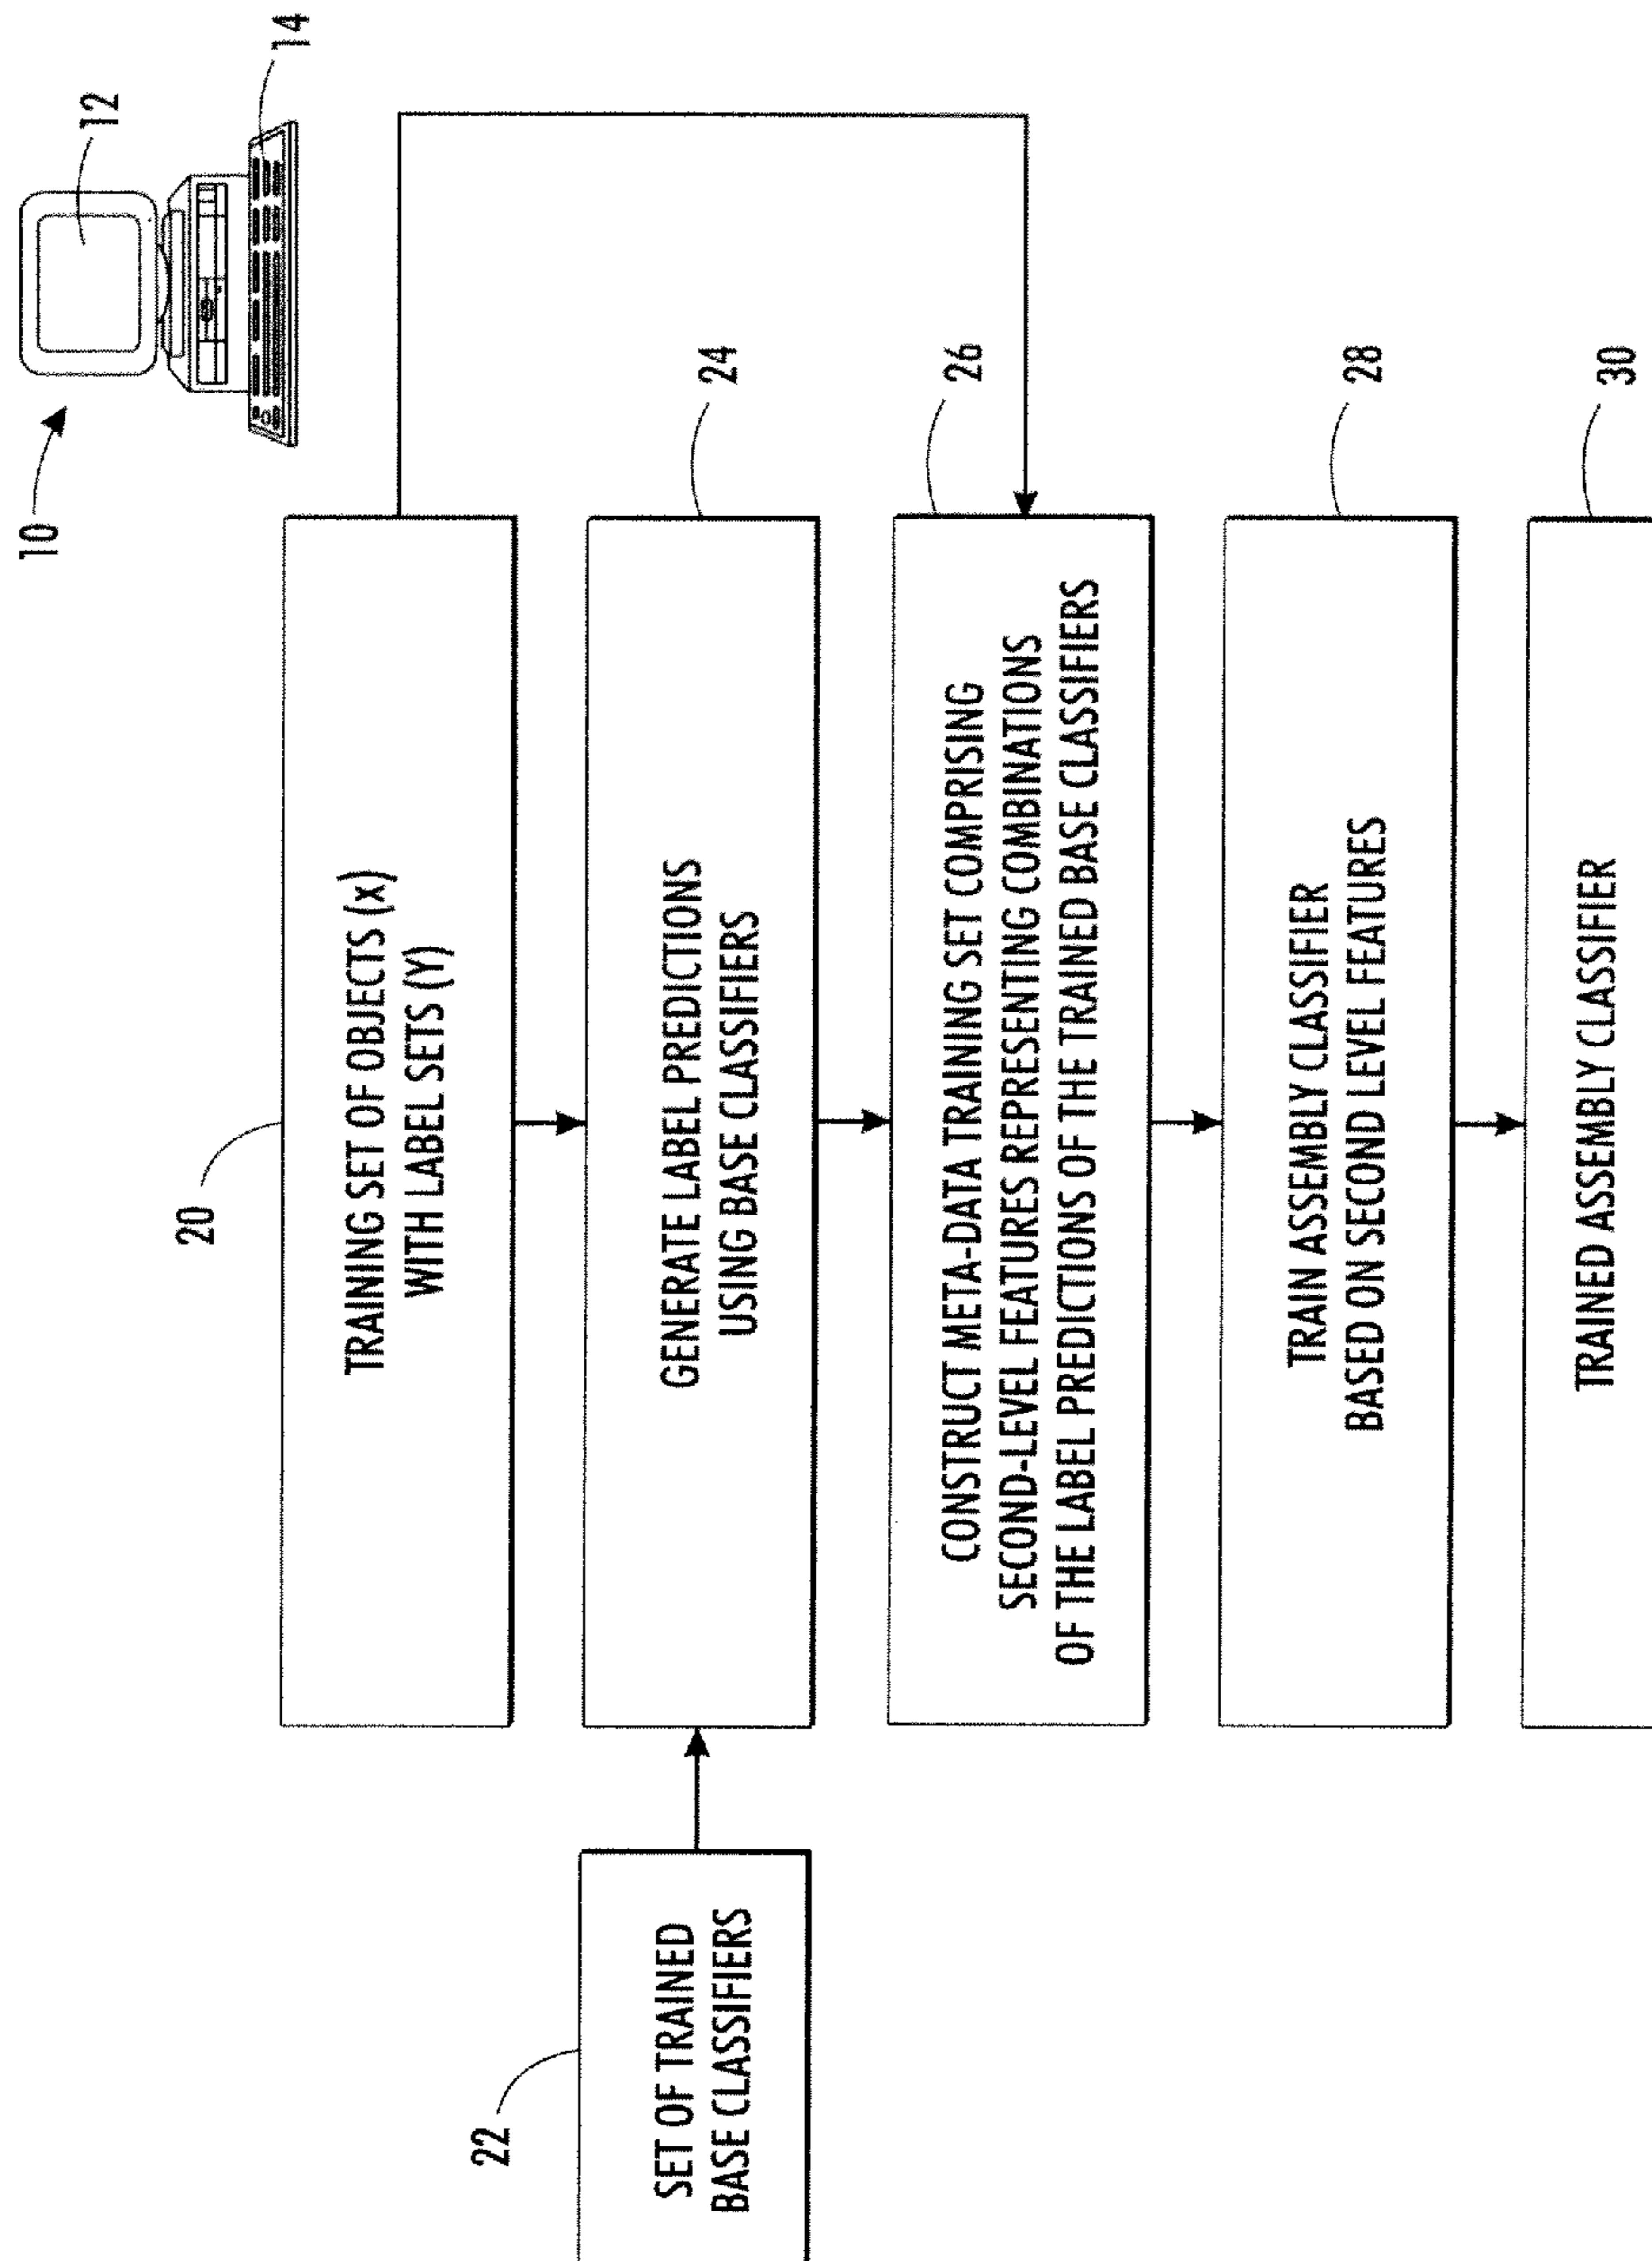 10
12
14
20
TRAINING SET OF OBJECTS (x)
WITH LABEL SETS (Y)
22
SET OF TRAINED
BASE CLASSIFIERS
24
GENERATE LABEL PREDICTIONS
USING BASE CLASSIFIERS
26
CONSTRUCT META-DATA TRAINING SET COMPRISING
SECOND-LEVEL FEATURES REPRESENTING COMBINATIONS
OF THE LABEL PREDICTIONS OF THE TRAINED BASE CLASSIFIERS
28
TRAIN ASSEMBLY CLASSIFIER
BASED ON SECOND LEVEL FEATURES
30
TRAINED ASSEMBLY CLASSIFIER